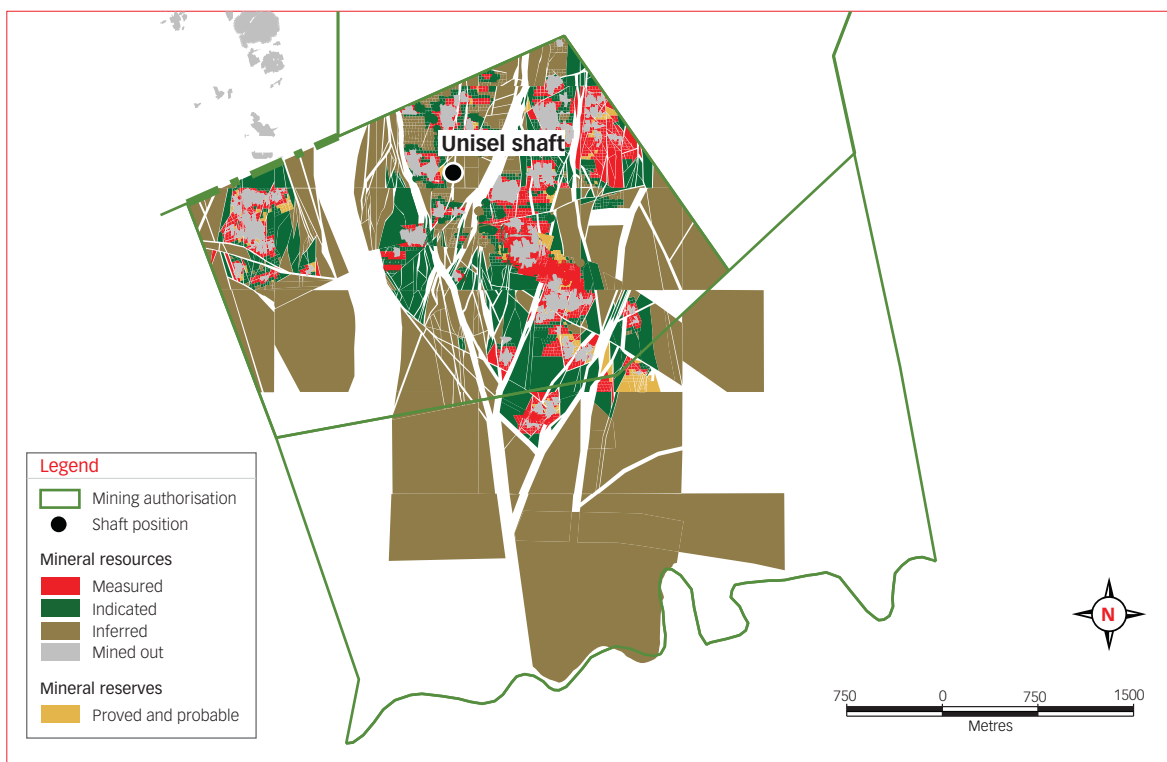 Unisel shaft
Legend
Mining authorisation
Shaft position
Mineral resources
Measured
Indicated
Inferred
Mined out
Mineral reserves
Proved and probable
N
750 0 750 1500
Metres